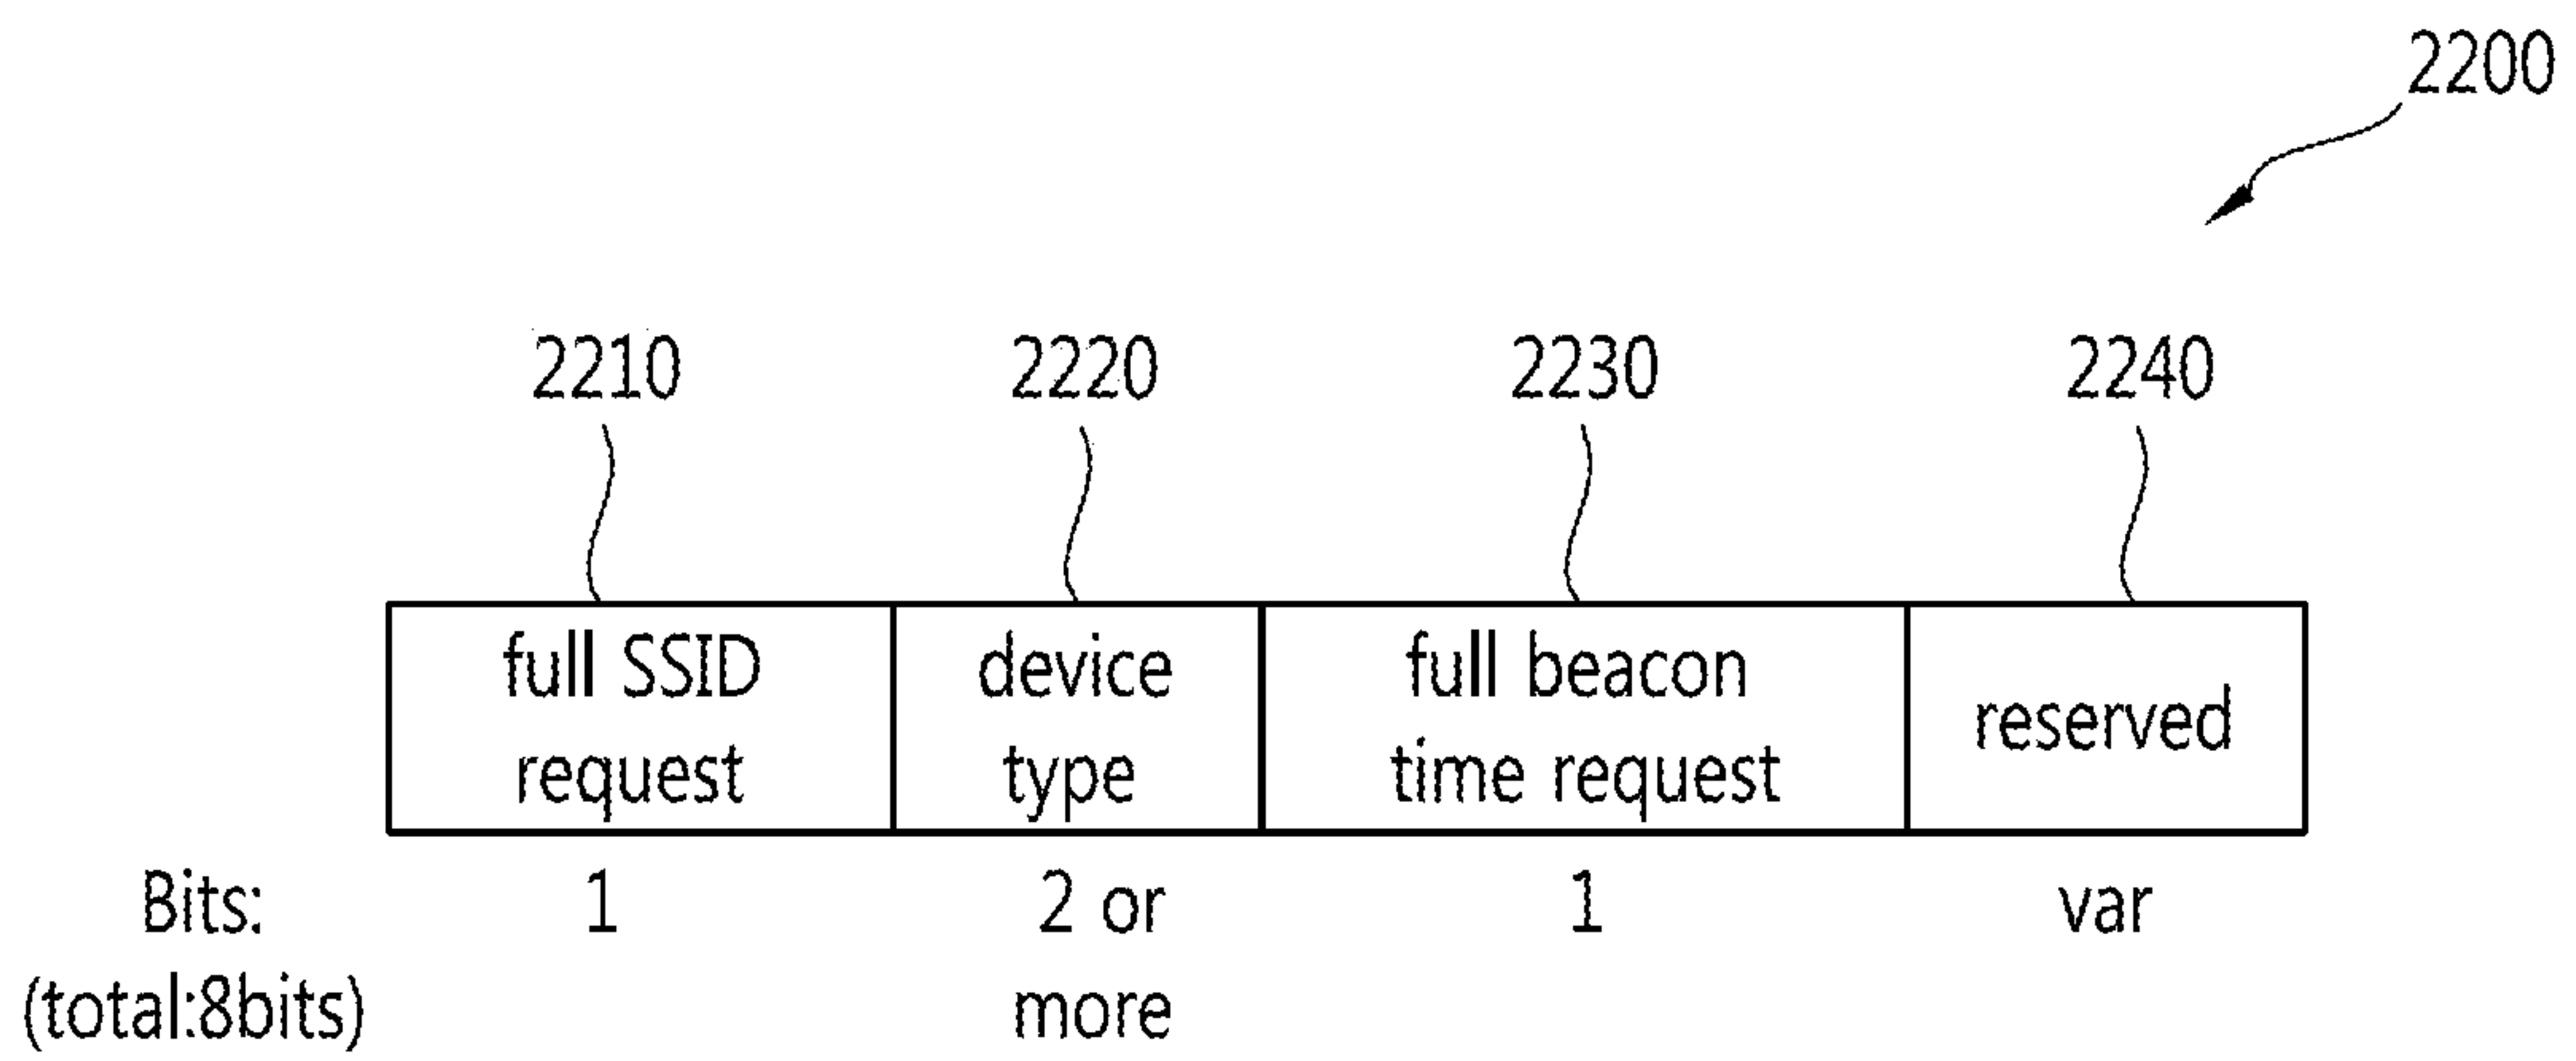 2200
2210 2220 2230 2240
full SSID device full beacon reserved
request type time request
Bits: 1 2 or 1 var
(total:8bits) more